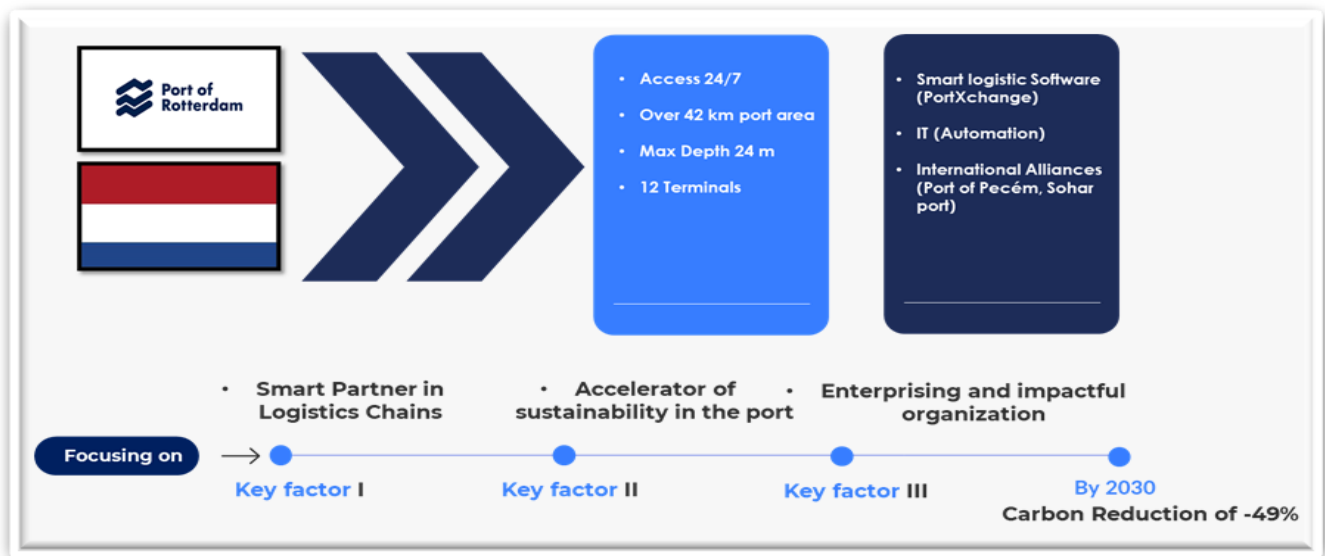 Port of
Rotterdam
• Access 24/7
• Over 42 km port area
• Max Depth 24 m
• 12 Terminals
• Smart logistic Software
(PortXchange)
• IT (Automation)
• International Alliances
(Port of Pecém, Sohar
port)
• Smart Partner in
Logistics Chains
• Accelerator of
sustainability in the port
• Enterprising and impactful
organization
Focusing on
Key factor I
Key factor II
Key factor III
By 2030
Carbon Reduction of -49%